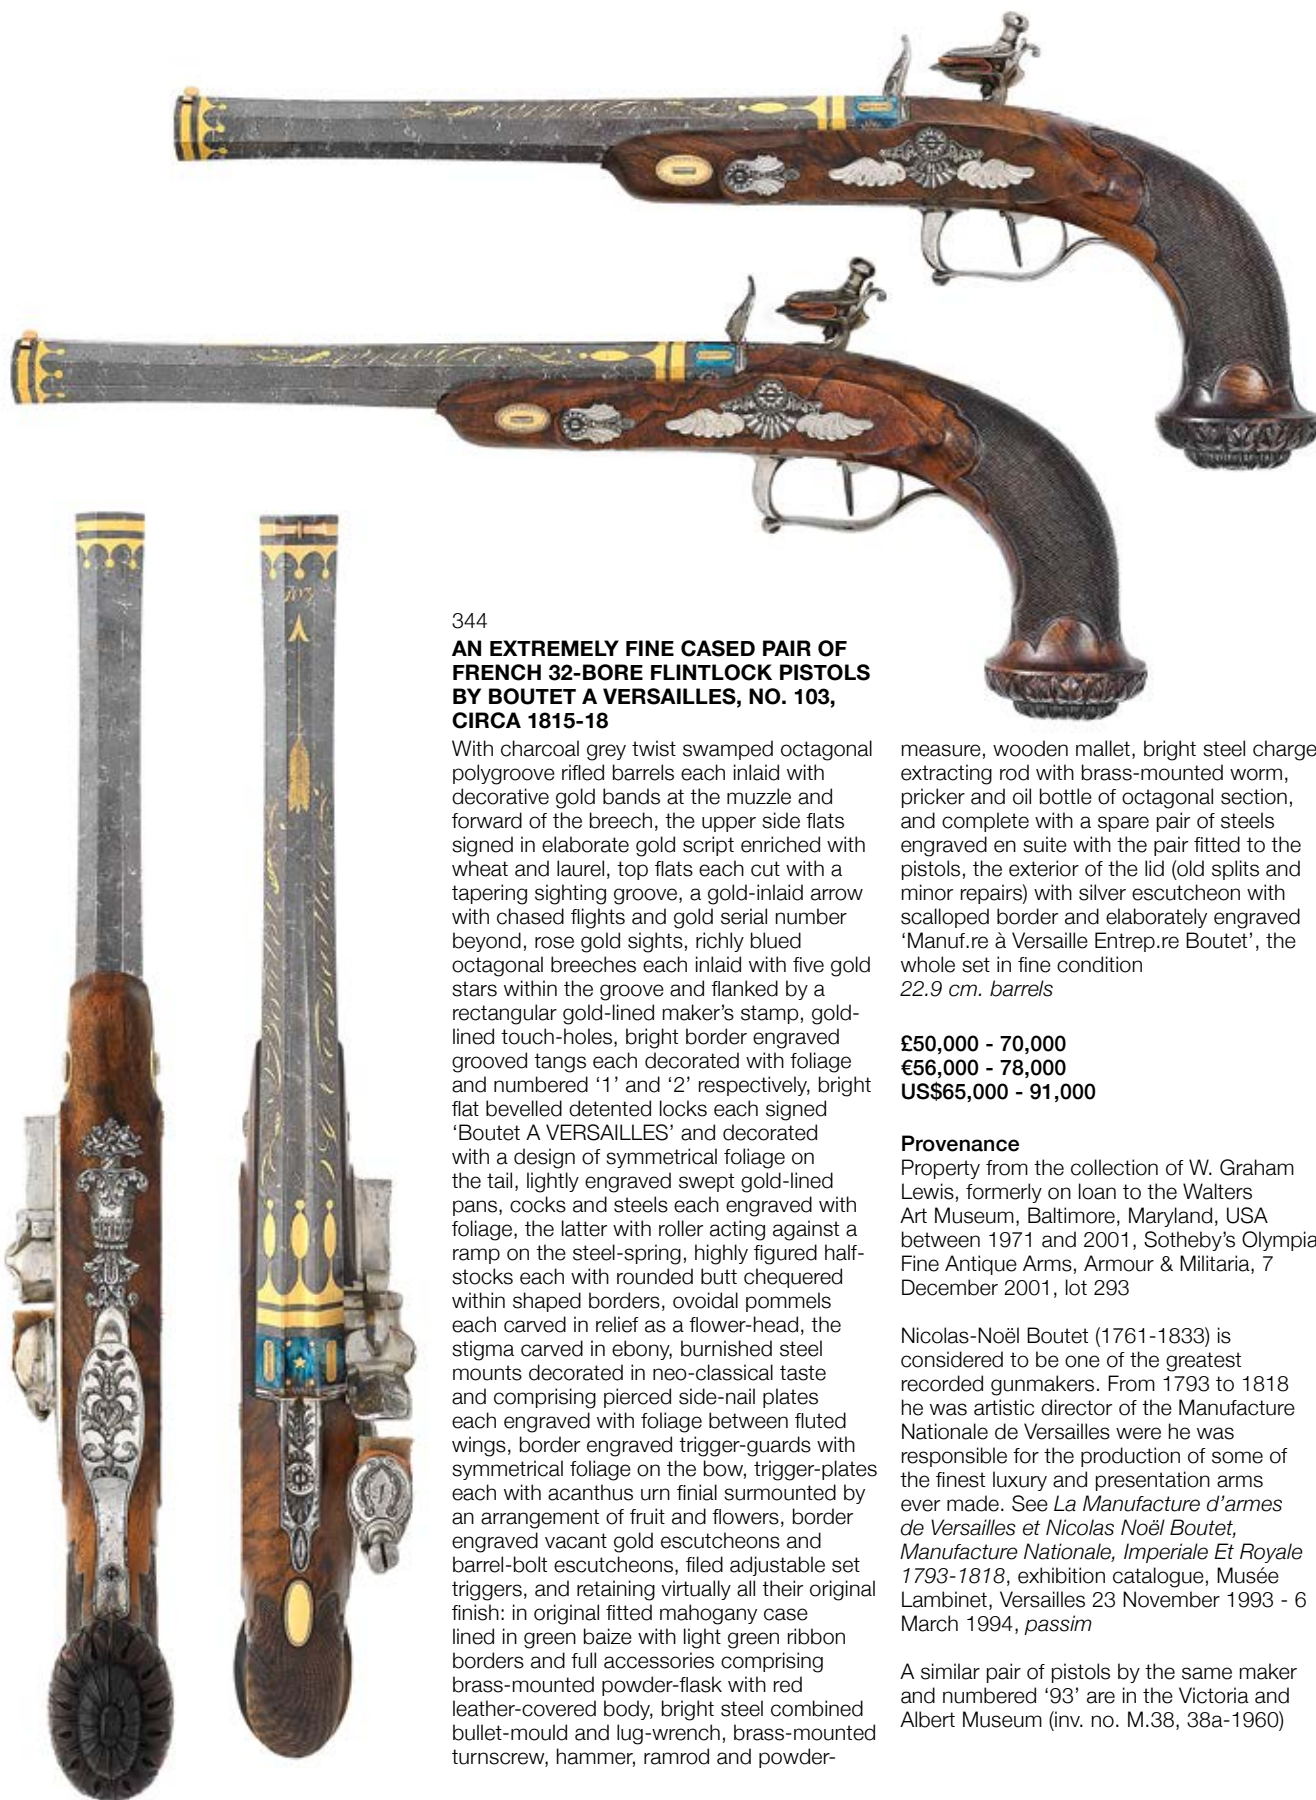 344
AN EXTREMELY FINE CASED PAIR OF
FRENCH 32-BORE FLINTLOCK PISTOLS
BY BOUTET A VERSAILLES, NO. 103,
CIRCA 1815-18
With charcoal grey twist swamped octagonal
polygroove rifled barrels each inlaid with
decorative gold bands at the muzzle and
forward of the breech, the upper side flats
signed in elaborate gold script enriched with
wheat and laurel, top flats each cut with a
tapering sighting groove, a gold-inlaid arrow
with chased flights and gold serial number
beyond, rose gold sights, richly blued
octagonal breeches each inlaid with five gold
stars within the groove and flanked by a
rectangular gold-lined maker's stamp, gold-
lined touch-holes, bright border engraved
grooved tangs each decorated with foliage
and numbered '1' and '2' respectively, bright
flat bevelled detented locks each signed
'Boutet A VERSAILLES' and decorated
with a design of symmetrical foliage on
the tail, lightly engraved swept gold-lined
pans, cocks and steels each engraved with
foliage, the latter with roller acting against a
ramp on the steel-spring, highly figured half-
stocks each with rounded butt chequered
within shaped borders, ovoidal pommels
each carved in relief as a flower-head, the
stigma carved in ebony, burnished steel
mounts decorated in neo-classical taste
and comprising pierced side-nail plates
each engraved with foliage between fluted
wings, border engraved trigger-guards with
symmetrical foliage on the bow, trigger-plates
each with acanthus urn finial surmounted by
an arrangement of fruit and flowers, border
engraved vacant gold escutcheons and
barrel-bolt escutcheons, filed adjustable set
triggers, and retaining virtually all their original
finish: in original fitted mahogany case
lined in green baize with light green ribbon
borders and full accessories comprising
brass-mounted powder-flask with red
leather-covered body, bright steel combined
bullet-mould and lug-wrench, brass-mounted
turnscrew, hammer, ramrod and powder-
measure, wooden mallet, bright steel charge
extracting rod with brass-mounted worm,
pricker and oil bottle of octagonal section,
and complete with a spare pair of steels
engraved en suite with the pair fitted to the
pistols, the exterior of the lid (old splits and
minor repairs) with silver escutcheon with
scalloped border and elaborately engraved
'Manuf.re à Versaille Entrep.re Boutet', the
whole set in fine condition
22.9 cm. barrels
£50,000 - 70,000
€56,000 - 78,000
US$65,000 - 91,000
Provenance
Property from the collection of W. Graham
Lewis, formerly on loan to the Walters
Art Museum, Baltimore, Maryland, USA
between 1971 and 2001, Sotheby's Olympia
Fine Antique Arms, Armour & Militaria, 7
December 2001, lot 293
Nicolas-Noël Boutet (1761-1833) is
considered to be one of the greatest
recorded gunmakers. From 1793 to 1818
he was artistic director of the Manufacture
Nationale de Versailles were he was
responsible for the production of some of
the finest luxury and presentation arms
ever made. See La Manufacture d'armes
de Versailles et Nicolas Noël Boutet,
Manufacture Nationale, Imperiale Et Royale
1793-1818, exhibition catalogue, Musée
Lambinet, Versailles 23 November 1993 - 6
March 1994, passim
A similar pair of pistols by the same maker
and numbered '93' are in the Victoria and
Albert Museum (inv. no. M.38, 38a-1960)
103